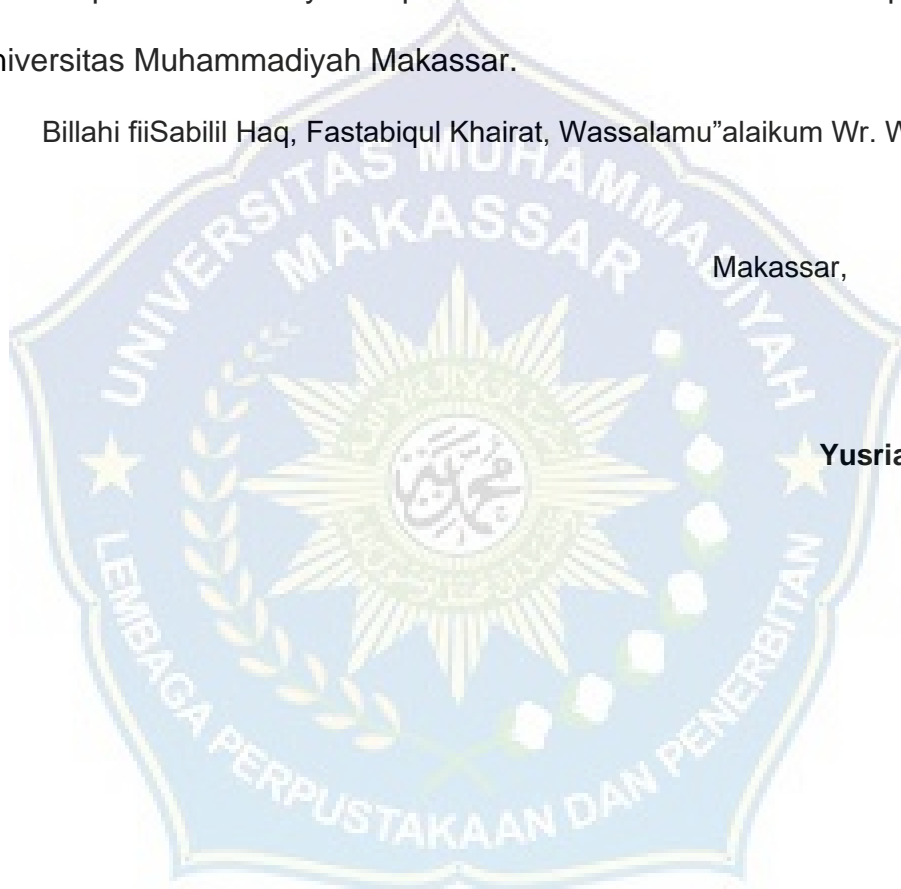 niversitas Muhammadiyah Makassar.
Billahi fiiSabilil Haq, Fastabiqul Khairat, Wassalamu”alaikum Wr. W
Makassar,
Yusria
UNIVERSITAS MUHAMMADIYAH
MAKASSAR
LEMBAGA PERPUSTAKAAN DAN PENERBITAN